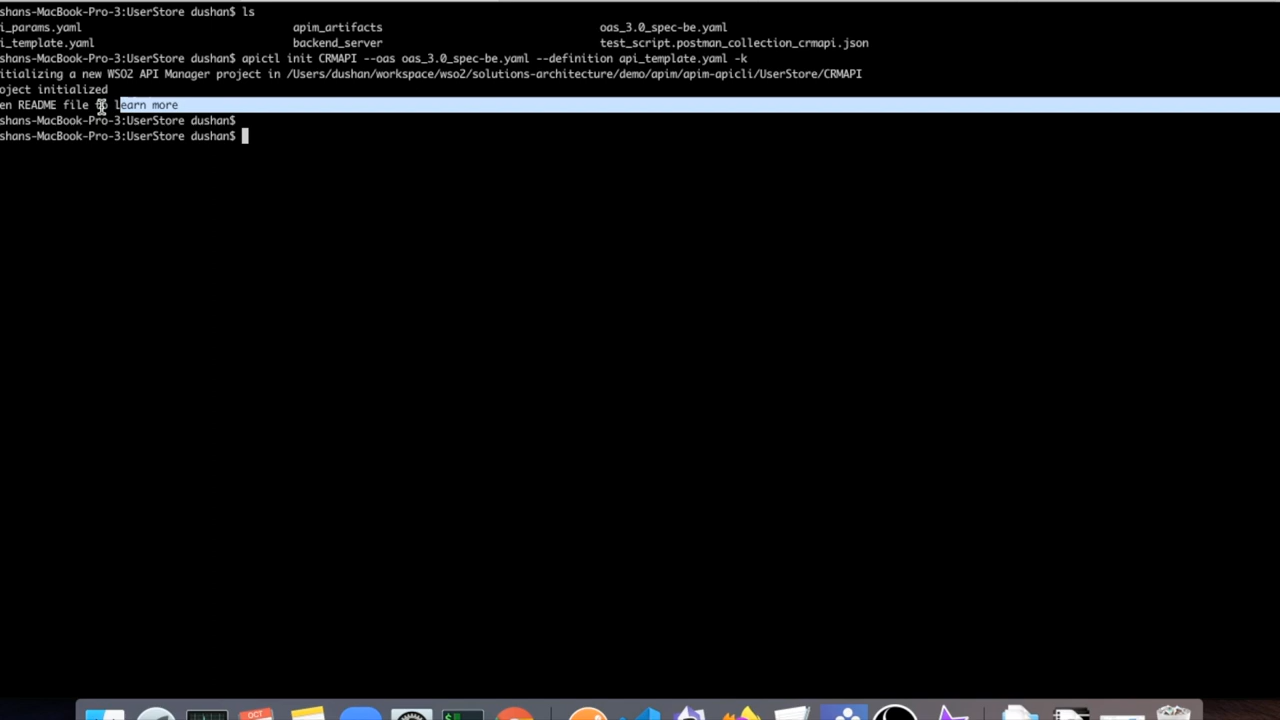 shans-MacBook-Pro-3:UserStore dushan$ ls
i_params.yaml apim_artifacts oas_3.0_spec-be.yaml
i_template.yaml backend_server test_script.postman_collection_crmapi.json
shans-MacBook-Pro-3:UserStore dushan$ apictl init CRMAPI --oas oas_3.0_spec-be.yaml --definition api_template.yaml -k
itializing a new WSO2 API Manager project in /Users/dushan/workspace/wso2/solutions-architecture/demo/apim/apim-apicli/UserStore/CRMAPI
oject initialized
en README file to learn more
shans-MacBook-Pro-3:UserStore dushan$
shans-MacBook-Pro-3:UserStore dushan$
OCT